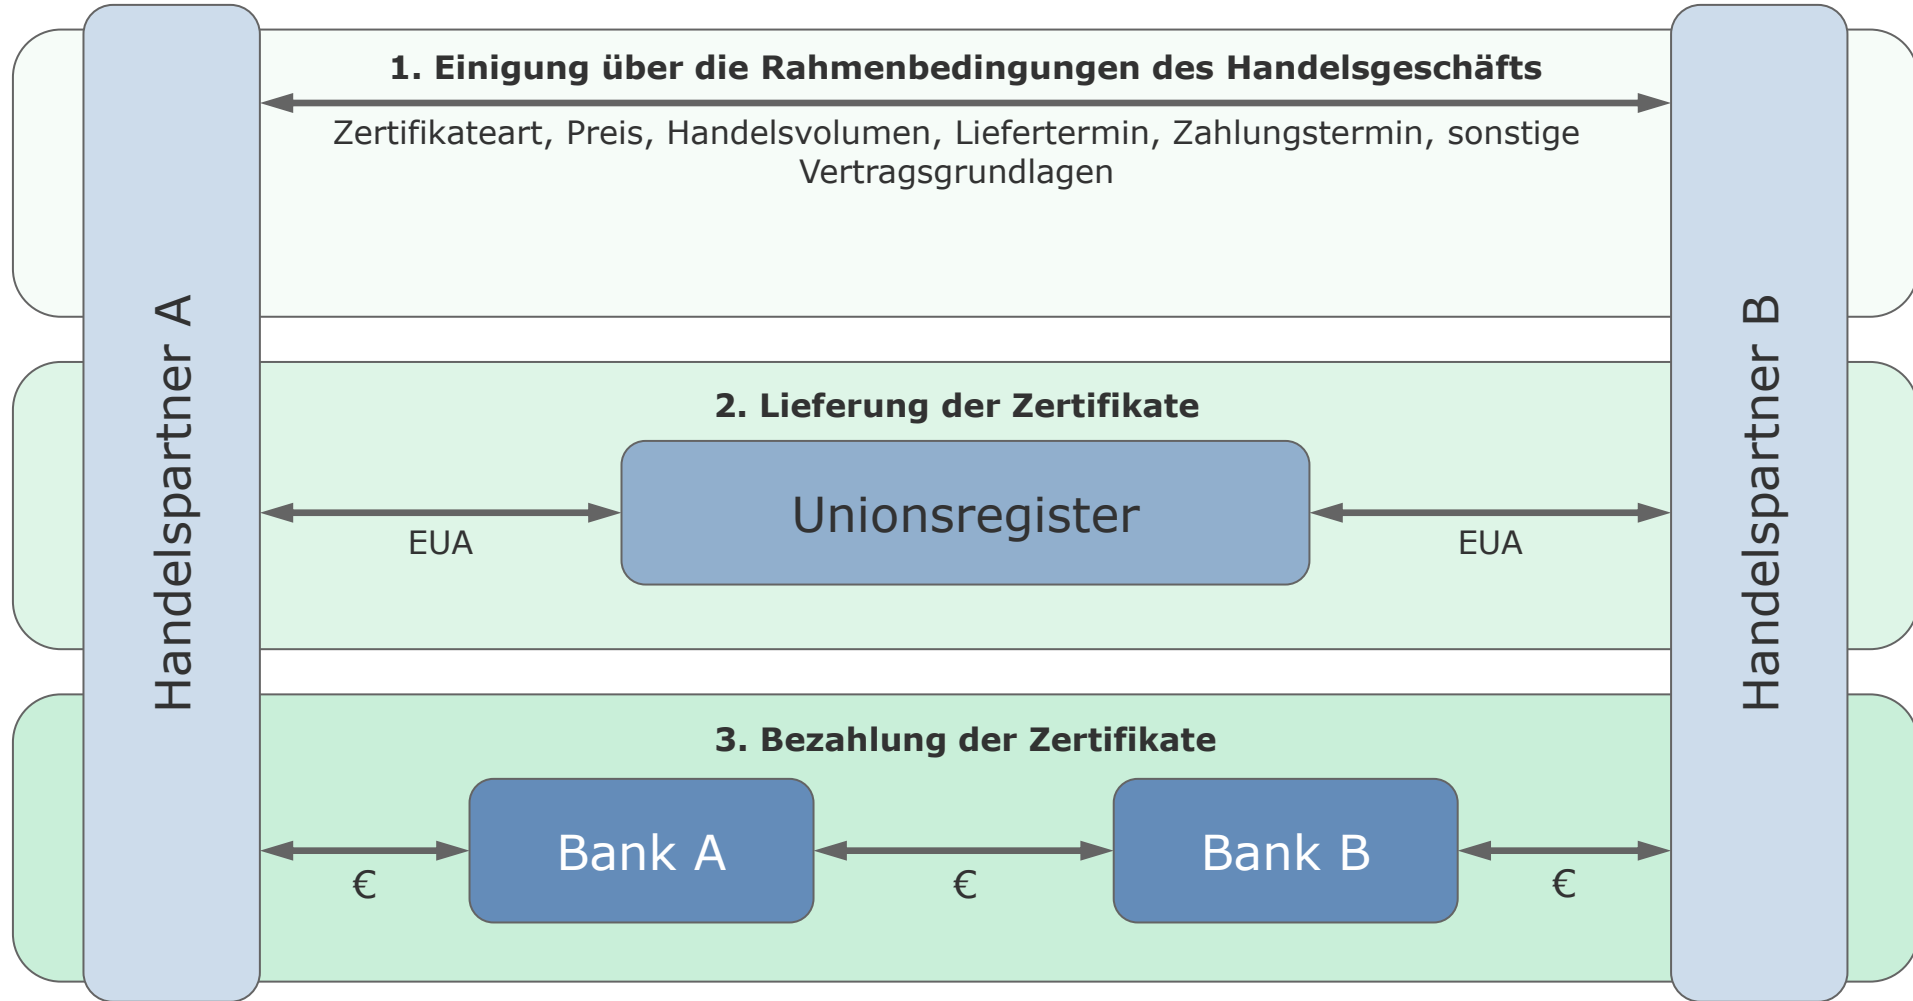 1. Einigung über die Rahmenbedingungen des Handelsgeschäfts
Zertifikateart, Preis, Handelsvolumen, Liefertermin, Zahlungstermin, sonstige
Vertragsgrundlagen
Handelspartner A
Handelspartner B
2. Lieferung der Zertifikate
Unionsregister
EUA
EUA
3. Bezahlung der Zertifikate
Bank A
Bank B
€
€
€